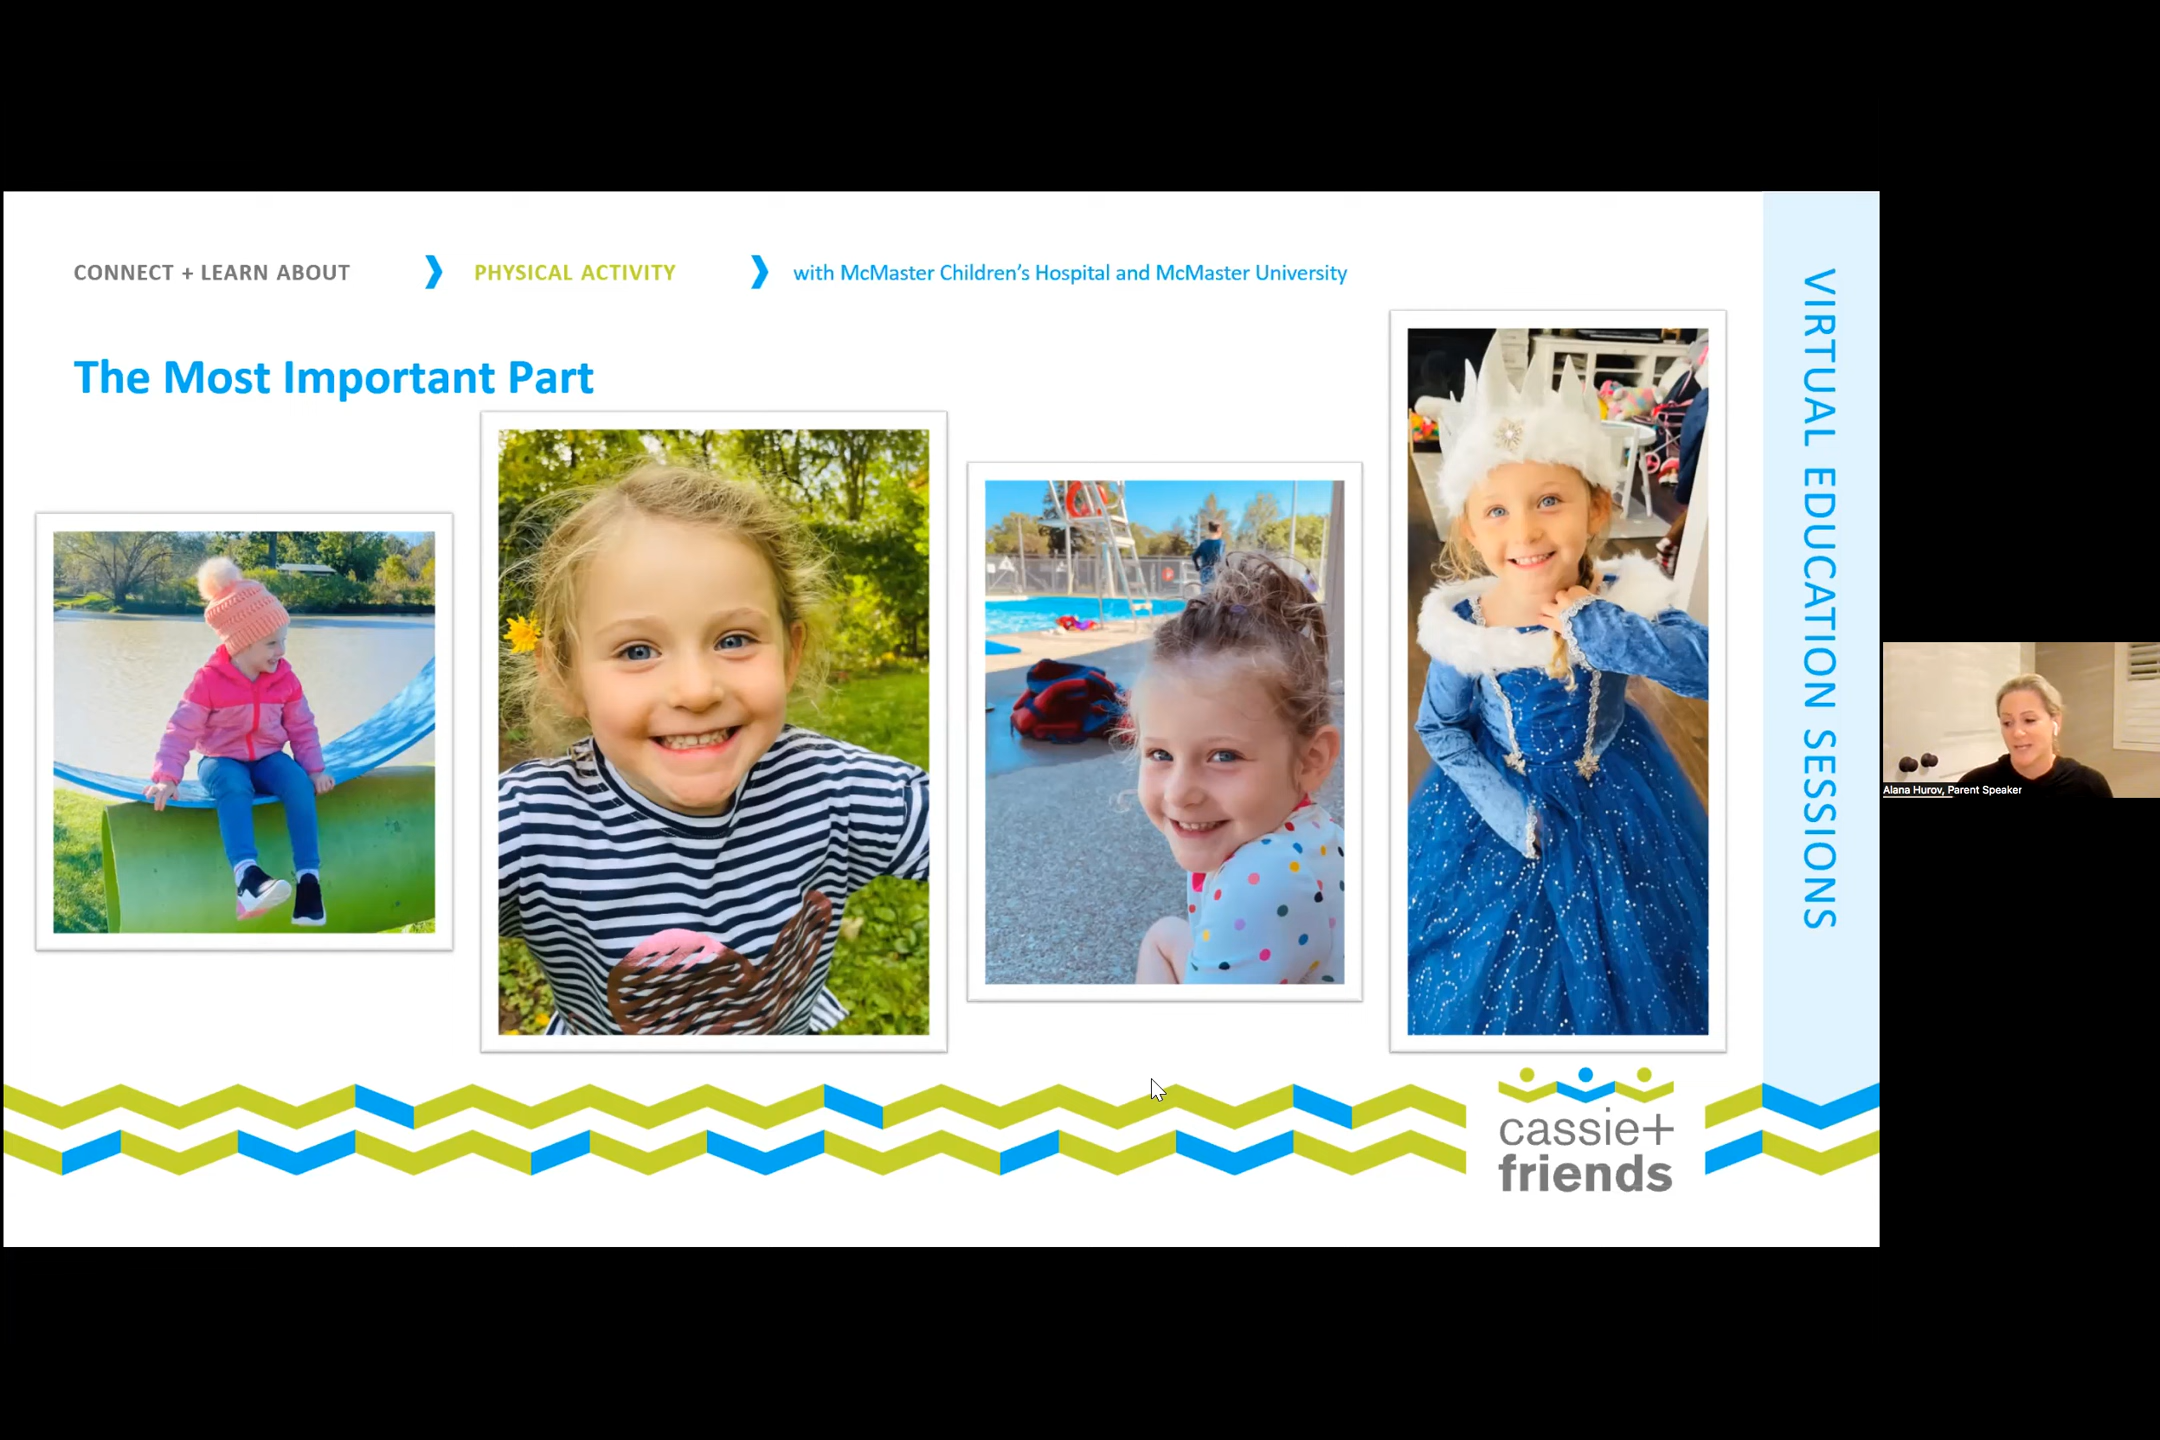 CONNECT + LEARN ABOUT
PHYSICAL ACTIVITY
with McMaster Children's Hospital and McMaster University
The Most Important Part
VIRTUAL EDUCATION SESSIONS
Alana Hurov, Parent Speaker
cassie+
friends